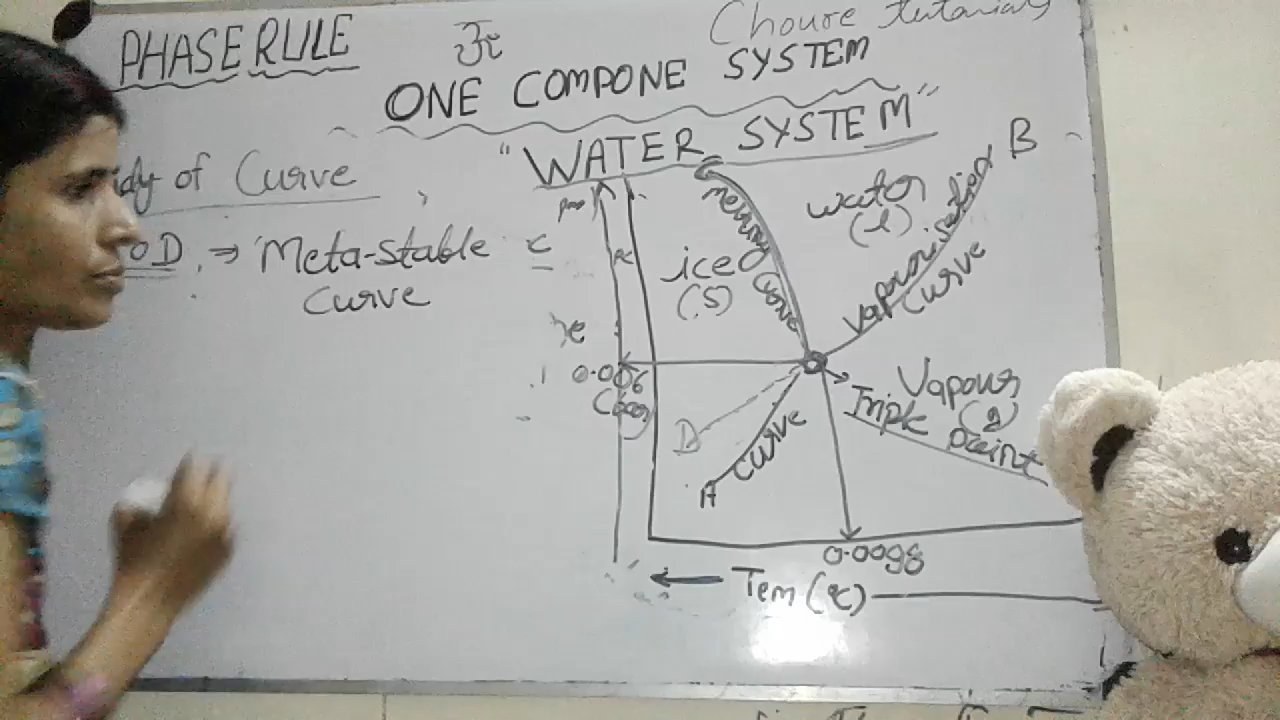 PHASE RULE
Choure tutorials
ONE COMPONE SYSTEM
"WATER SYSTEM"
dy of Curve
OD ⇒ Meta-stable
Curve
C
B
water
(l)
ice
(S)
Curve
Vaporisation
Curve
0.006
Vapour
(g)
Triple Point
D
A
Curve
0.0098
← Tem (°C)